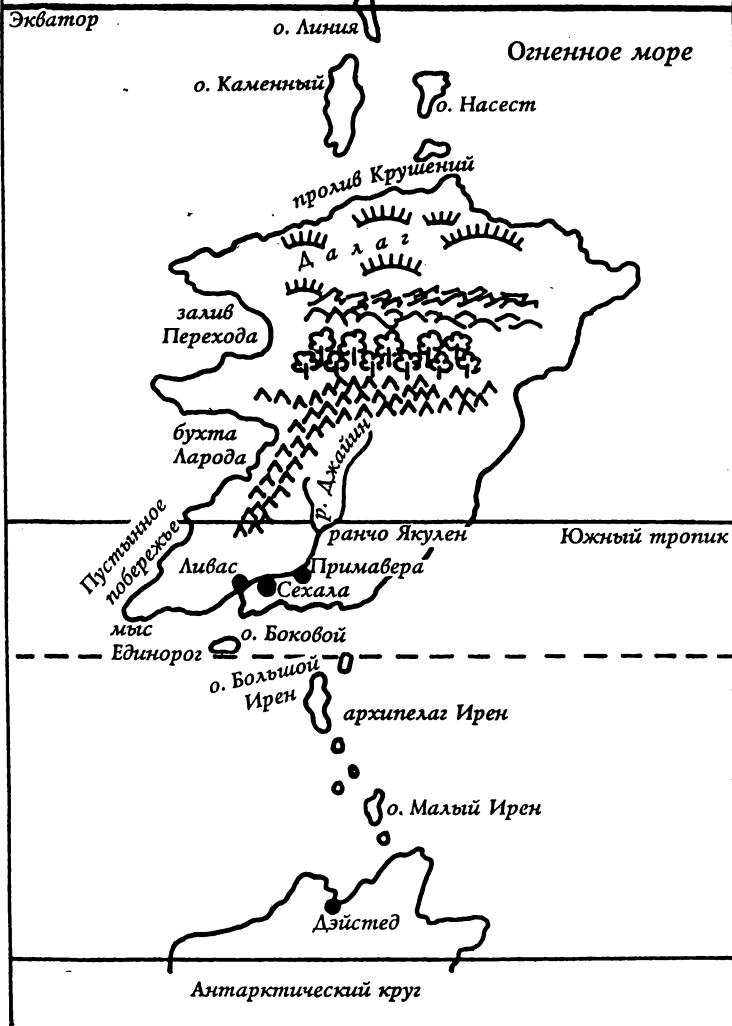 Экватор
о. Линия
Огненное море
о. Каменный
о. Насест
пролив Крушений
Далаг
залив
Перехода
бухта
Ларода
р. Джайин
Пустынное
побережье
ранчо Якулен
Южный тропик
Ливас
Примавера
Сехала
мыс
Единорог
о. Боковой
о. Большой
Ирен
архипелаг Ирен
о. Малый Ирен
Дэйстед
Антарктический круг